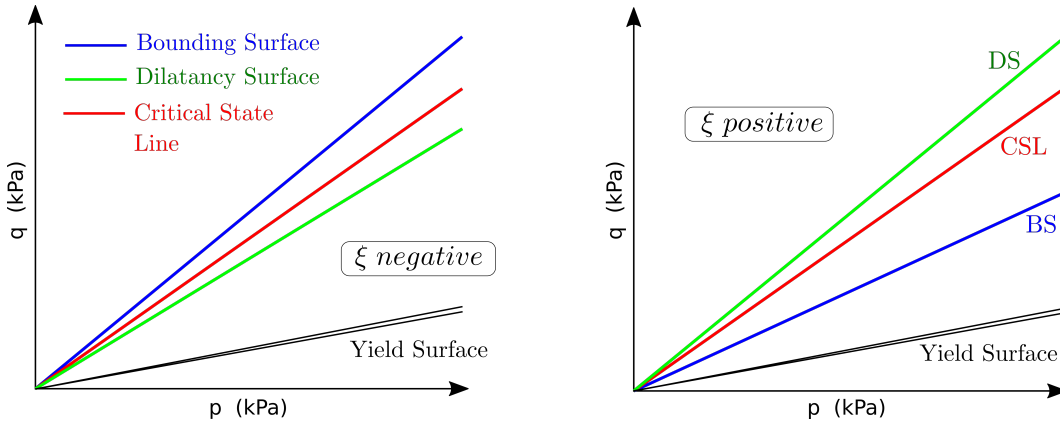 Bounding Surface
Dilatancy Surface
Critical State
Line
q (kPa)
ξ negative
Yield Surface
p (kPa)
DS
ξ positive
CSL
BS
q (kPa)
Yield Surface
p (kPa)